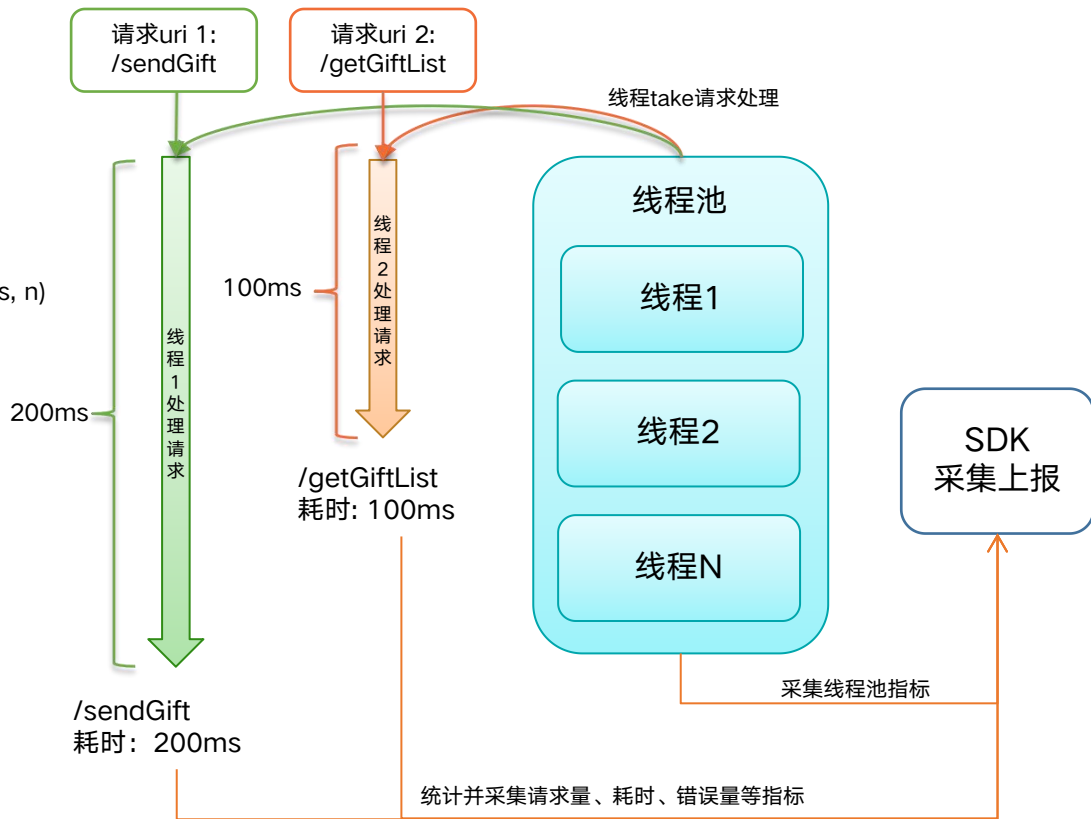 请求uri 1:
/sendGift
请求uri 2:
/getGiftList
线程take请求处理
线程池
线程1
线程2
线程N
s, n)
100ms
200ms
线程1处理请求
线程2处理请求
/getGiftList
耗时: 100ms
SDK
采集上报
/sendGift
耗时：200ms
采集线程池指标
统计并采集请求量、耗时、错误量等指标